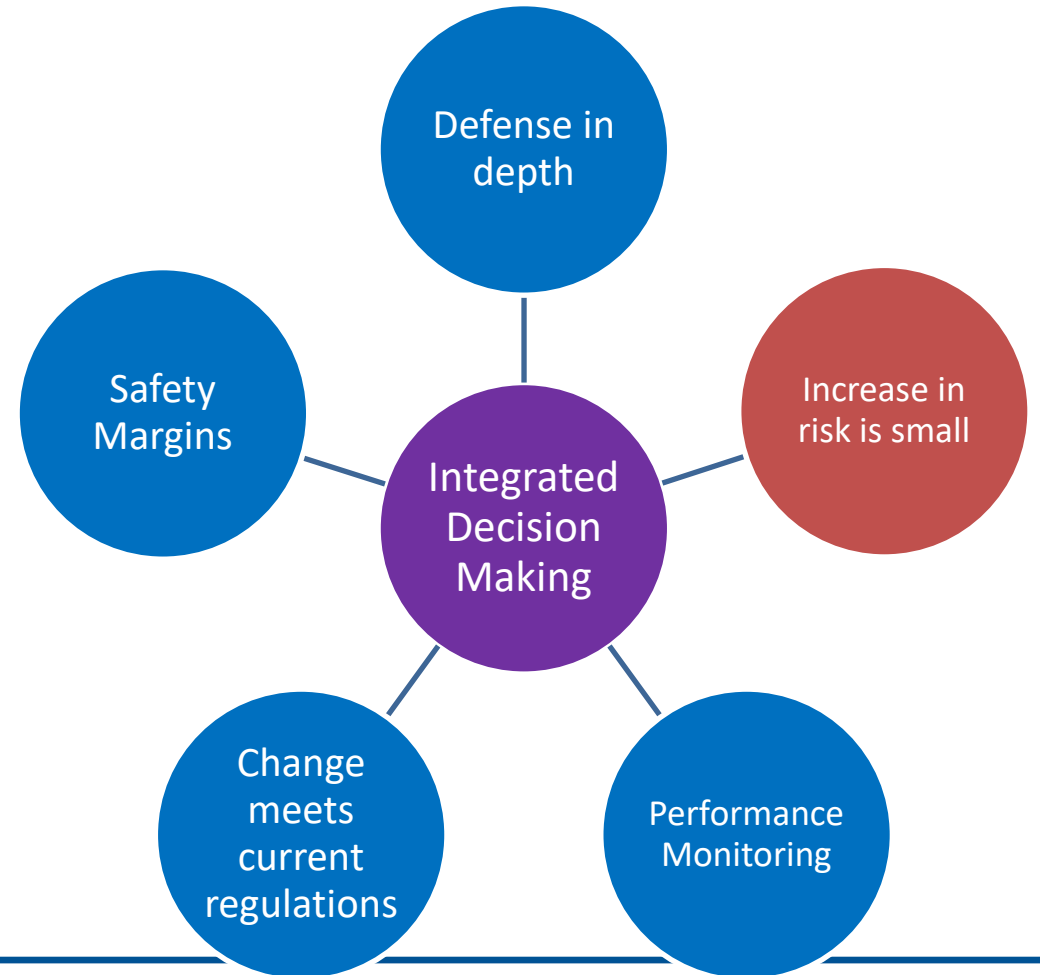 Defense in
depth
Safety
Margins
Increase in
risk is small
Integrated
Decision
Making
Change
meets
current
regulations
Performance
Monitoring